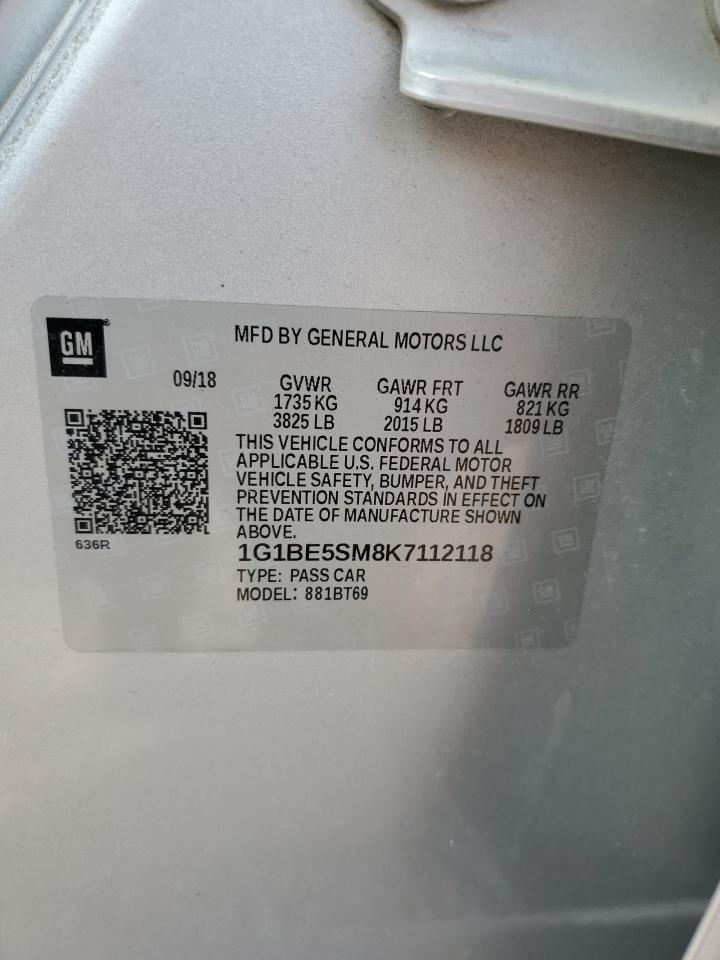 GM
MFD BY GENERAL MOTORS LLC
09/18
GVWR GAWR FRT GAWR RR
1735 KG 914 KG 821 KG
3825 LB 2015 LB 1809 LB
THIS VEHICLE CONFORMS TO ALL
APPLICABLE U.S. FEDERAL MOTOR
VEHICLE SAFETY, BUMPER, AND THEFT
PREVENTION STANDARDS IN EFFECT ON
THE DATE OF MANUFACTURE SHOWN
ABOVE.
636R
1G1BE5SM8K7112118
TYPE: PASS CAR
MODEL: 881BT69